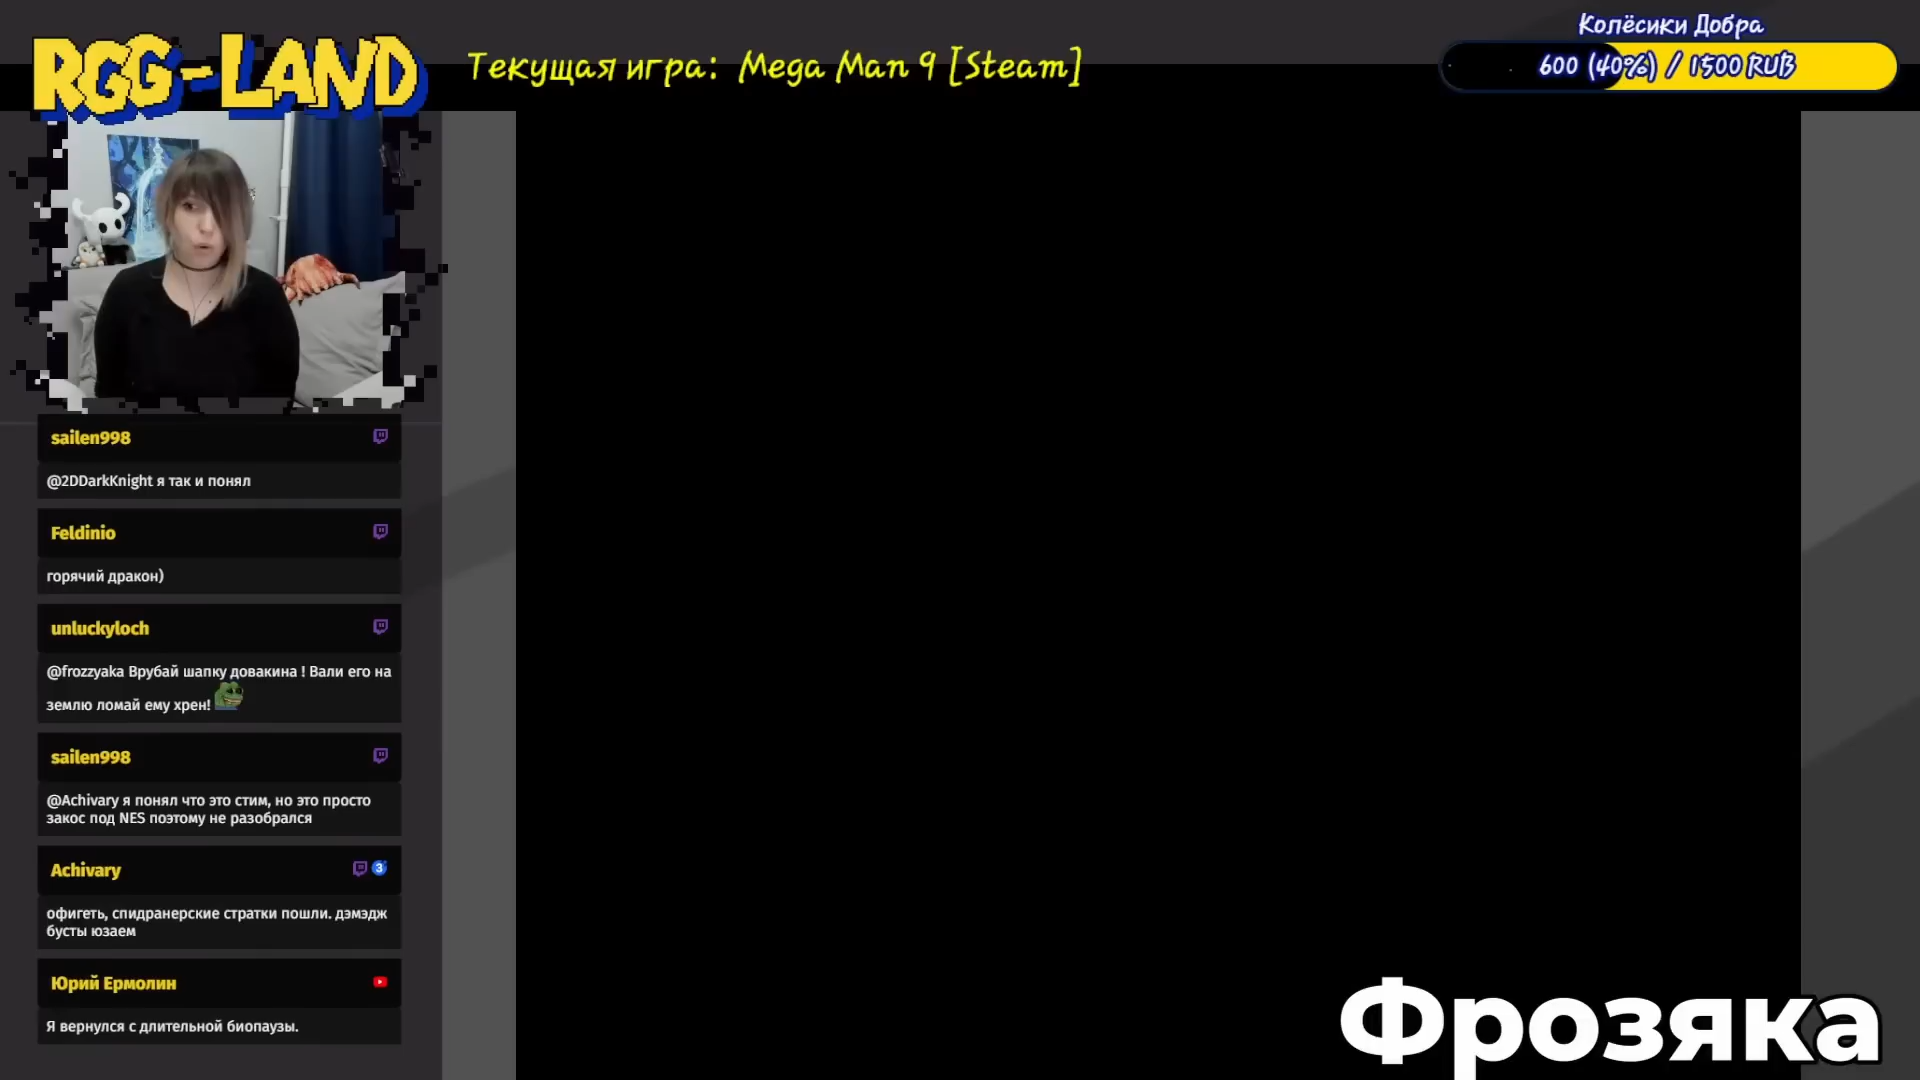 RGG-LAND
Текущая игра: Mega Man 9 [Steam]
Колёсики Добра
600 (40%) / 1500 RUB
sailen998
@2DDarkKnight я так и понял
Feldinio
горячий дракон)
unluckyloch
@frozzyaka Врубай шапку довакина ! Вали его на
землю ломай ему хрен!
sailen998
@Achivary я понял что это стим, но это просто
закос под NES поэтому не разобрался
Achivary
3
офигеть, спидранерские стратки пошли. дэмэдж
бусты юзаем
Юрий Ермолин
Я вернулся с длительной биопаузы.
Фрозяка